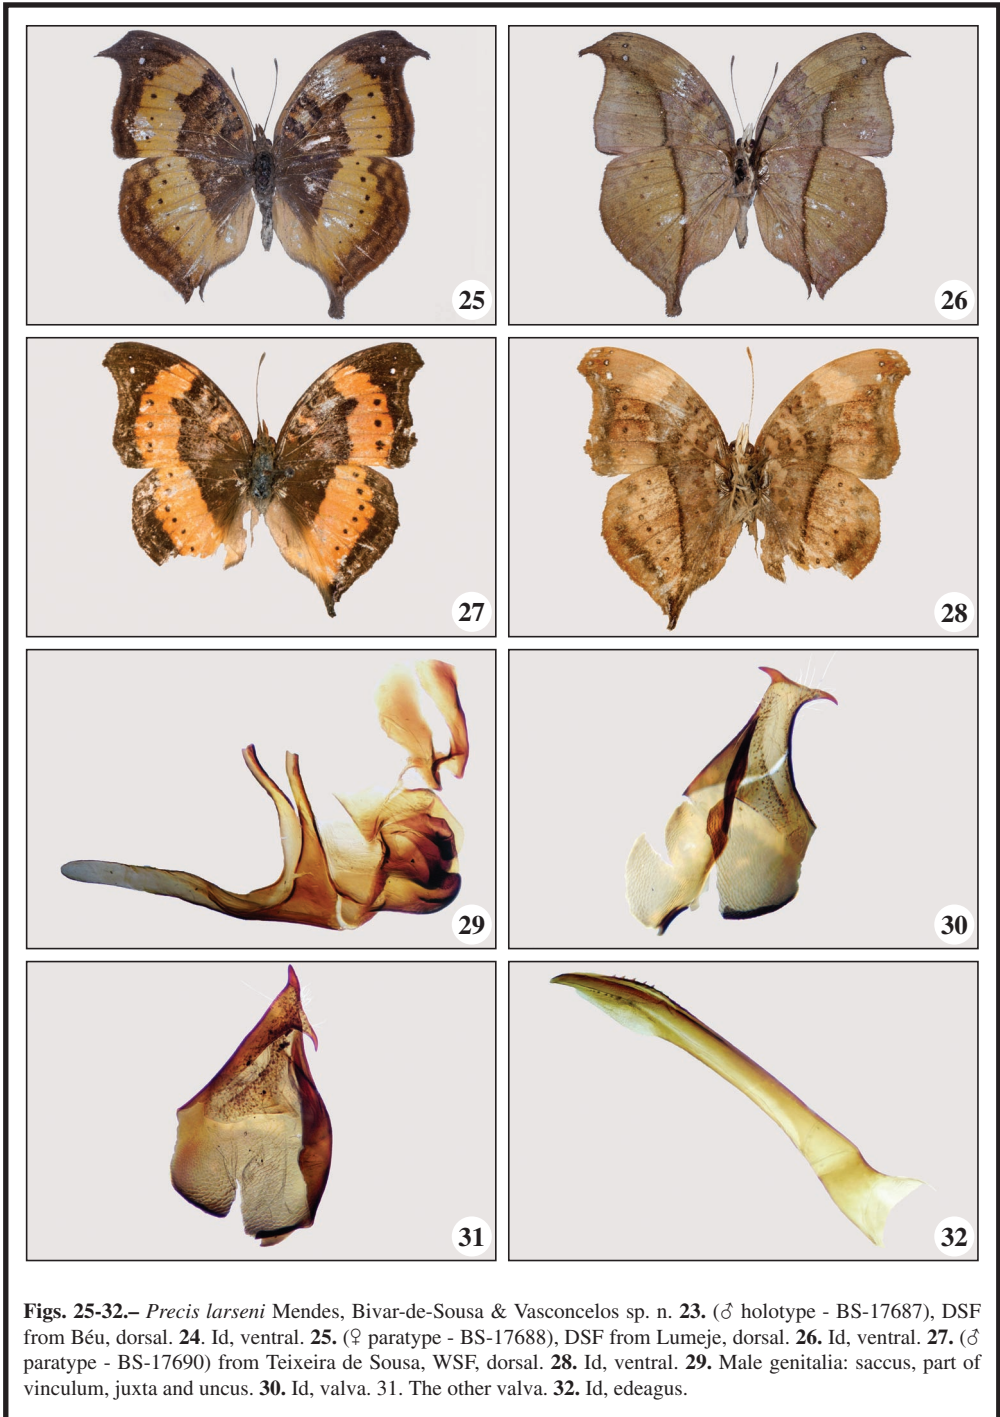 25
26
27
28
29
30
31
32
Figs. 25-32.– Precis larseni Mendes, Bivar-de-Sousa & Vasconcelos sp. n. 23. (♂ holotype - BS-17687), DSF
from Béu, dorsal. 24. Id, ventral. 25. (♀ paratype - BS-17688), DSF from Lumeje, dorsal. 26. Id, ventral. 27. (♂
paratype - BS-17690) from Teixeira de Sousa, WSF, dorsal. 28. Id, ventral. 29. Male genitalia: saccus, part of
vinculum, juxta and uncus. 30. Id, valva. 31. The other valva. 32. Id, edeagus.